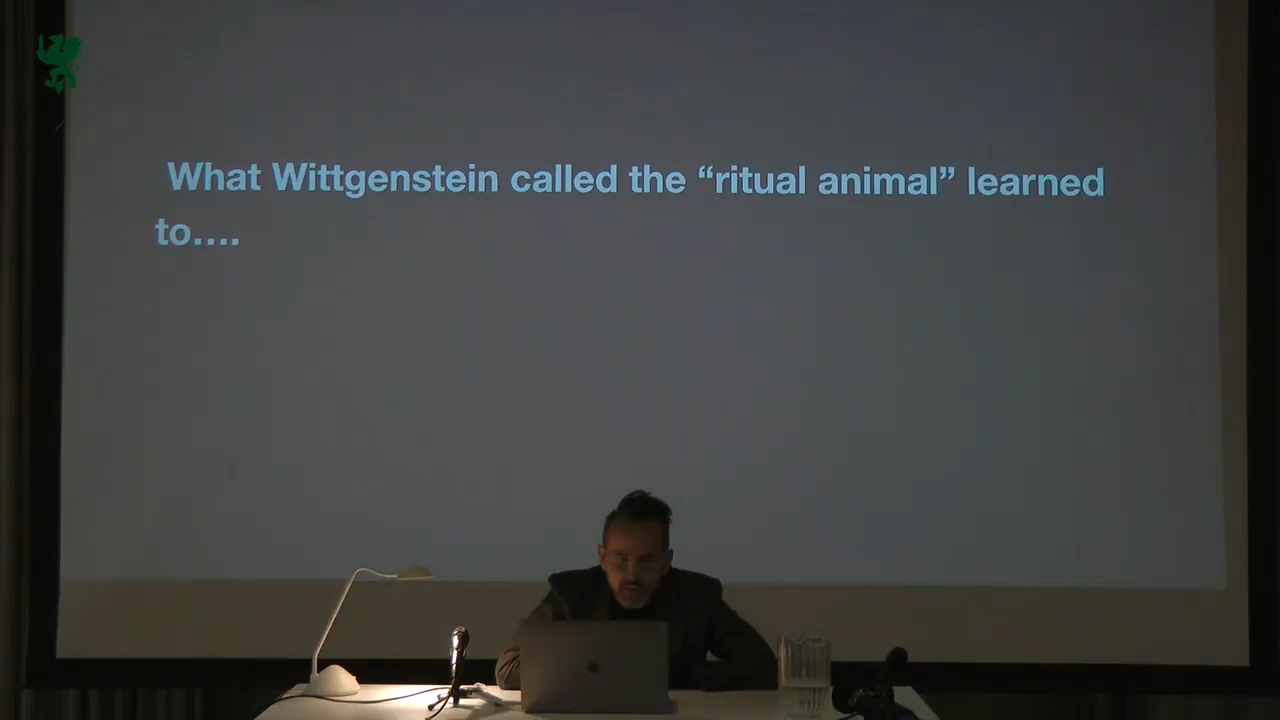 What Wittgenstein called the “ritual animal” learned
to....